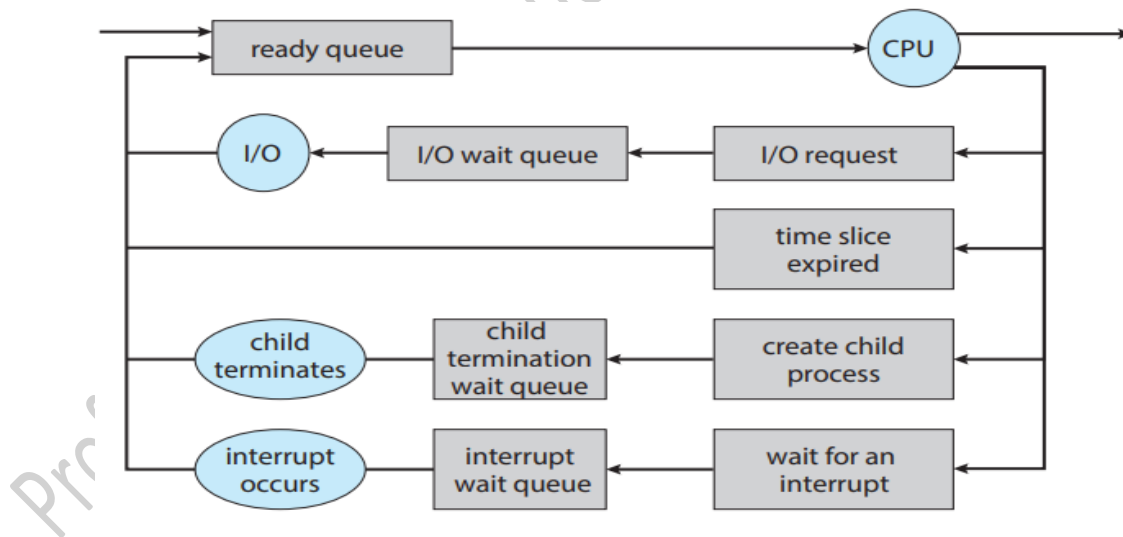 ready queue
CPU
I/O
I/O wait queue
I/O request
time slice
expired
child
terminates
child
termination
wait queue
create child
process
interrupt
occurs
interrupt
wait queue
wait for an
interrupt